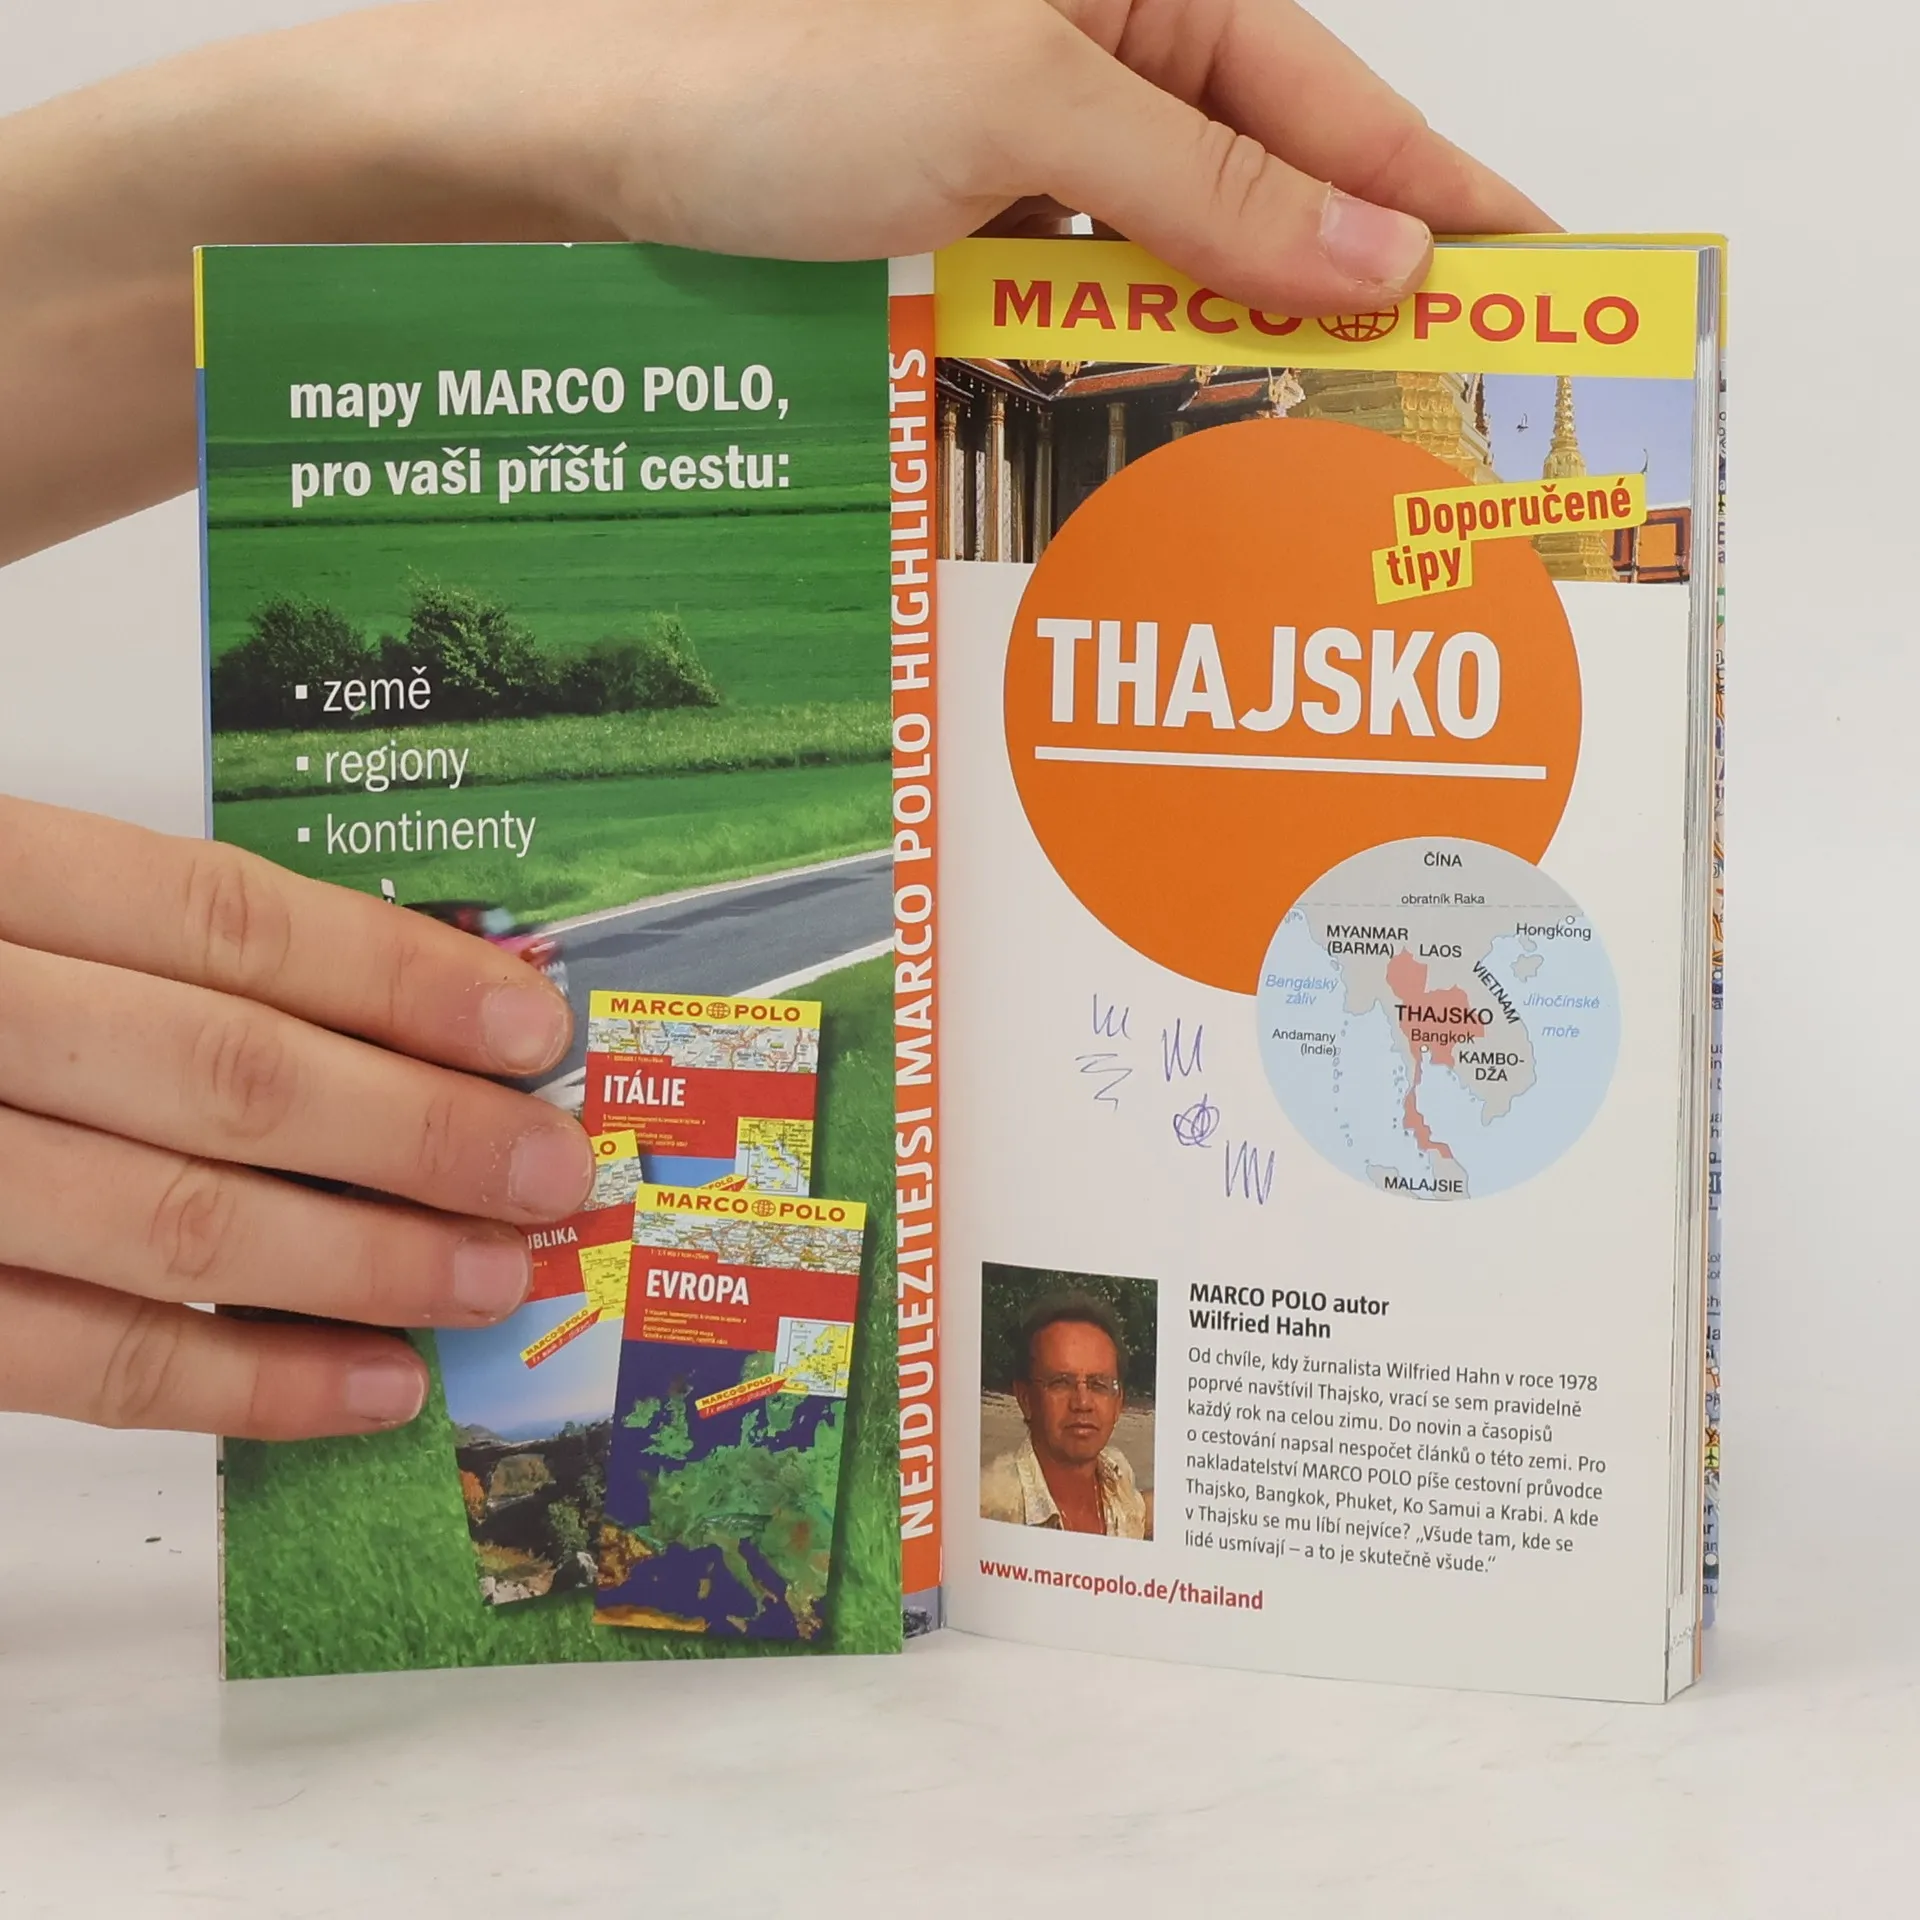 mapy MARCO POLO,
pro vaši příští cestu:
▪ země
▪ regiony
▪ kontinenty
MARCO POLO
ITÁLIE
MARCO POLO
EVROPA
MARCO POLO
NEJDŮLEŽITĚJŠÍ MARCO POLO HIGHLIGHTS
MARCO POLO
Doporučené
tipy
THAJSKO
ČÍNA
obratník Raka
MYANMAR
(BARMA)
LAOS
Hongkong
VIETNAM
Bengálský
záliv
Jihočínské
moře
THAJSKO
Bangkok
Andamany
(Indie)
KAMBO-
DŽA
MALAJSIE
MARCO POLO autor
Wilfried Hahn
Od chvíle, kdy žurnalista Wilfried Hahn v roce 1978
poprvé navštívil Thajsko, vrací se sem pravidelně
každý rok na celou zimu. Do novin a časopisů
o cestování napsal nespočet článků o této zemi. Pro
nakladatelství MARCO POLO píše cestovní průvodce
Thajsko, Bangkok, Phuket, Ko Samui a Krabi. A kde
v Thajsku se mu líbí nejvíce? „Všude tam, kde se
lidé usmívají – a to je skutečně všude.“
www.marcopolo.de/thailand